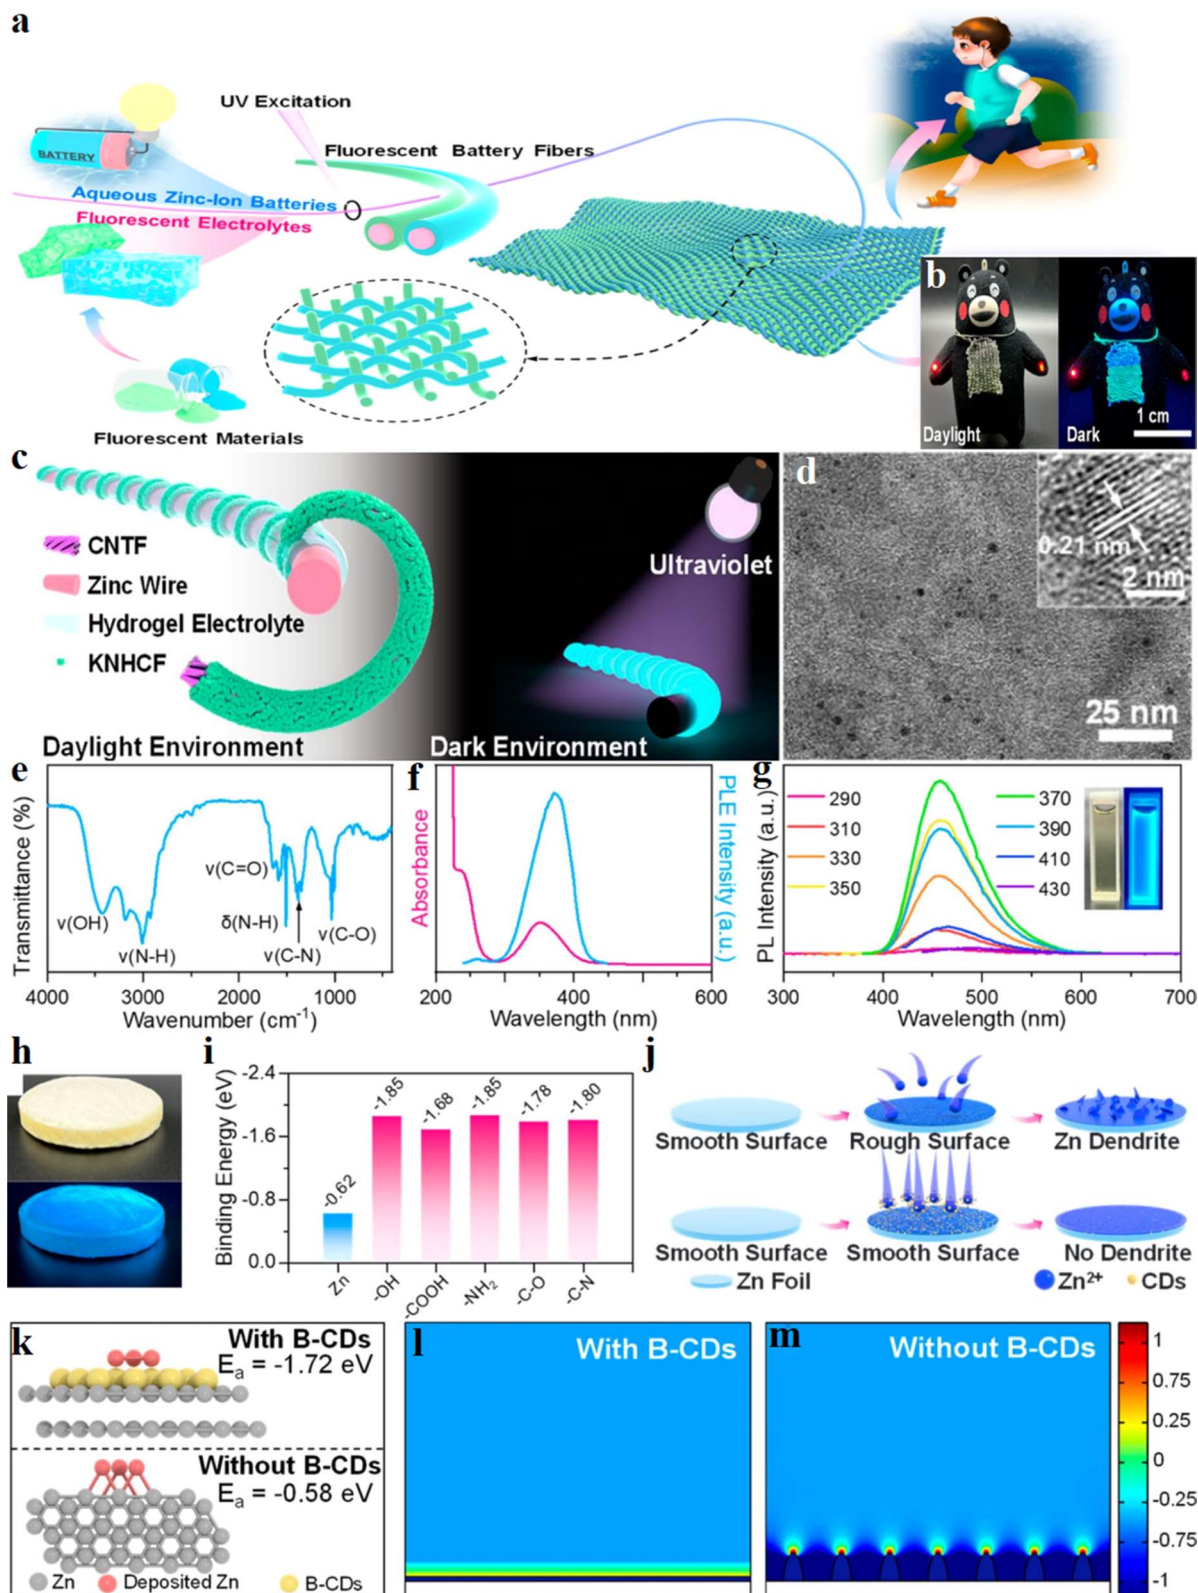 a
UV Excitation
Fluorescent Battery Fibers
BATTERY
Aqueous Zinc-Ion Batteries
Fluorescent Electrolytes
Fluorescent Materials
b
Daylight
Dark
1 cm
c
CNTF
Zinc Wire
Hydrogel Electrolyte
KNHCF
Daylight Environment
Ultraviolet
Dark Environment
d
0.21 nm
2 nm
25 nm
e
Transmittance (%)
ν(OH)
ν(N-H)
ν(C=O)
δ(N-H)
ν(C-N)
ν(C-O)
4000 3000 2000 1000
Wavenumber (cm⁻¹)
f
Absorbance
PLE Intensity (a.u.)
200 400 600
Wavelength (nm)
g
PL Intensity (a.u.)
290 370
310 390
330 410
350 430
300 400 500 600 700
Wavelength (nm)
h
i
Binding Energy (eV)
-2.4
-1.6
-0.8
0.0
-0.62
-1.85
-1.68
-1.85
-1.78
-1.80
Zn
-OH
-COOH
-NH₂
-C-O
-C-N
j
Smooth Surface Rough Surface Zn Dendrite
Smooth Surface Smooth Surface No Dendrite
Zn Foil Zn²⁺ CDs
k
With B-CDs
Eₐ = -1.72 eV
Without B-CDs
Eₐ = -0.58 eV
Zn Deposited Zn B-CDs
l
With B-CDs
m
Without B-CDs
1
0.75
0.25
0
-0.25
-0.75
-1